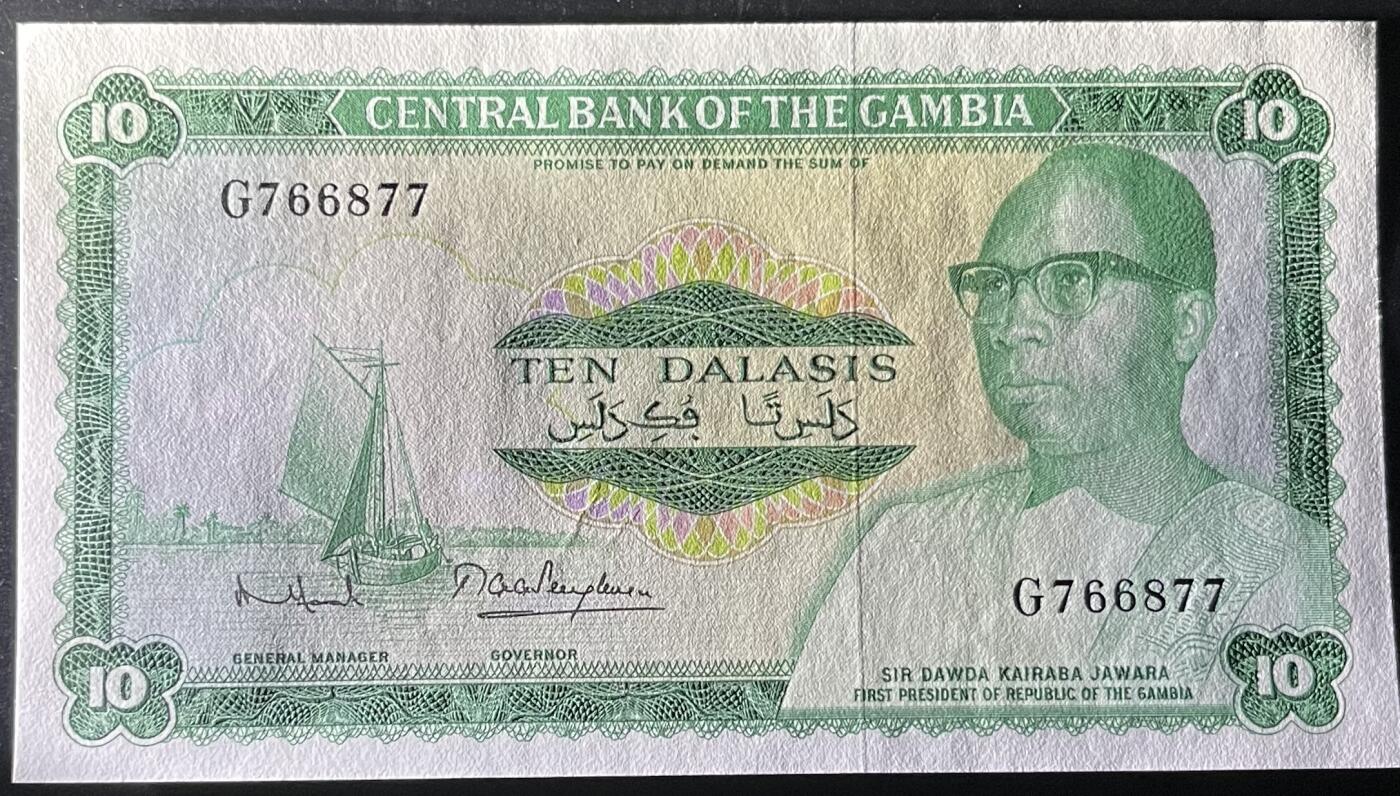 10
CENTRAL BANK OF THE GAMBIA
10
PROMISE TO PAY ON DEMAND THE SUM OF
G766877
TEN DALASIS
دَلَسِ تًا فُكِ دَلَسِ
G766877
GENERAL MANAGER
GOVERNOR
SIR DAWDA KAIRABA JAWARA
FIRST PRESIDENT OF REPUBLIC OF THE GAMBIA
10
10